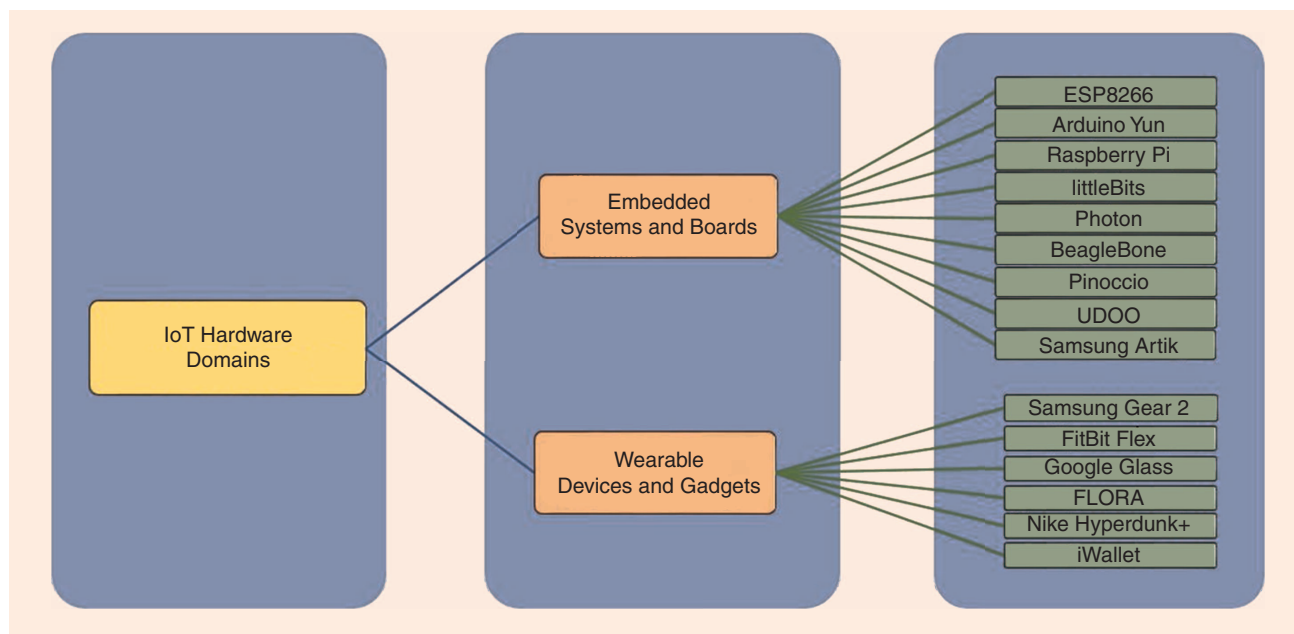 IoT Hardware
Domains
Embedded
Systems and Boards
Wearable
Devices and Gadgets
ESP8266
Arduino Yun
Raspberry Pi
littleBits
Photon
BeagleBone
Pinoccio
UDOO
Samsung Artik
Samsung Gear 2
FitBit Flex
Google Glass
FLORA
Nike Hyperdunk+
iWallet